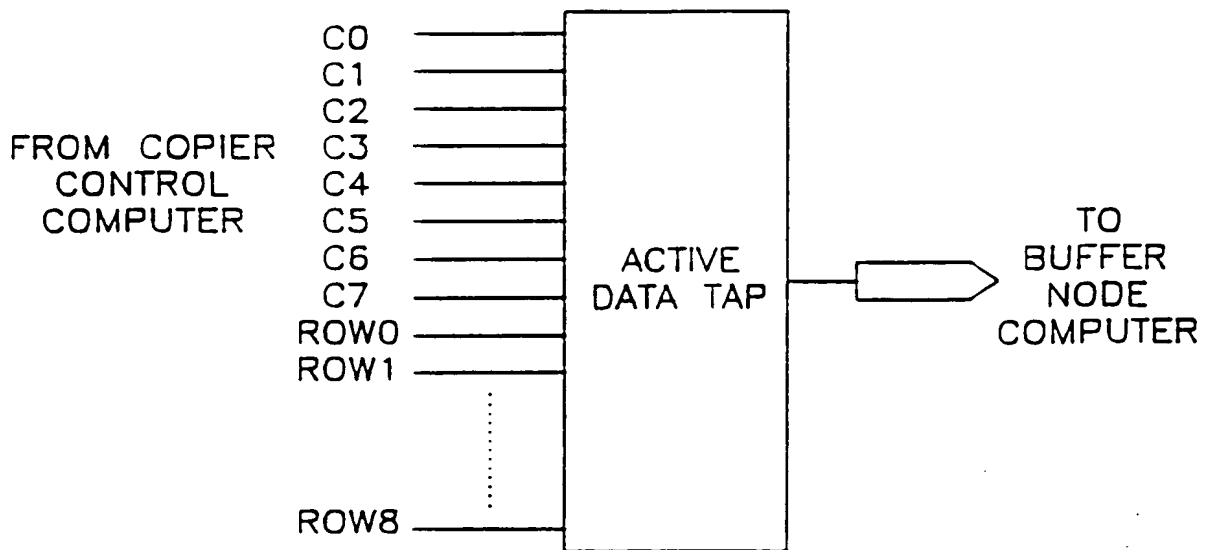 C0
C1
C2
C3
C4
C5
C6
C7
ROW0
ROW1
ROW8
FROM COPIER
CONTROL
COMPUTER
ACTIVE
DATA TAP
TO
BUFFER
NODE
COMPUTER